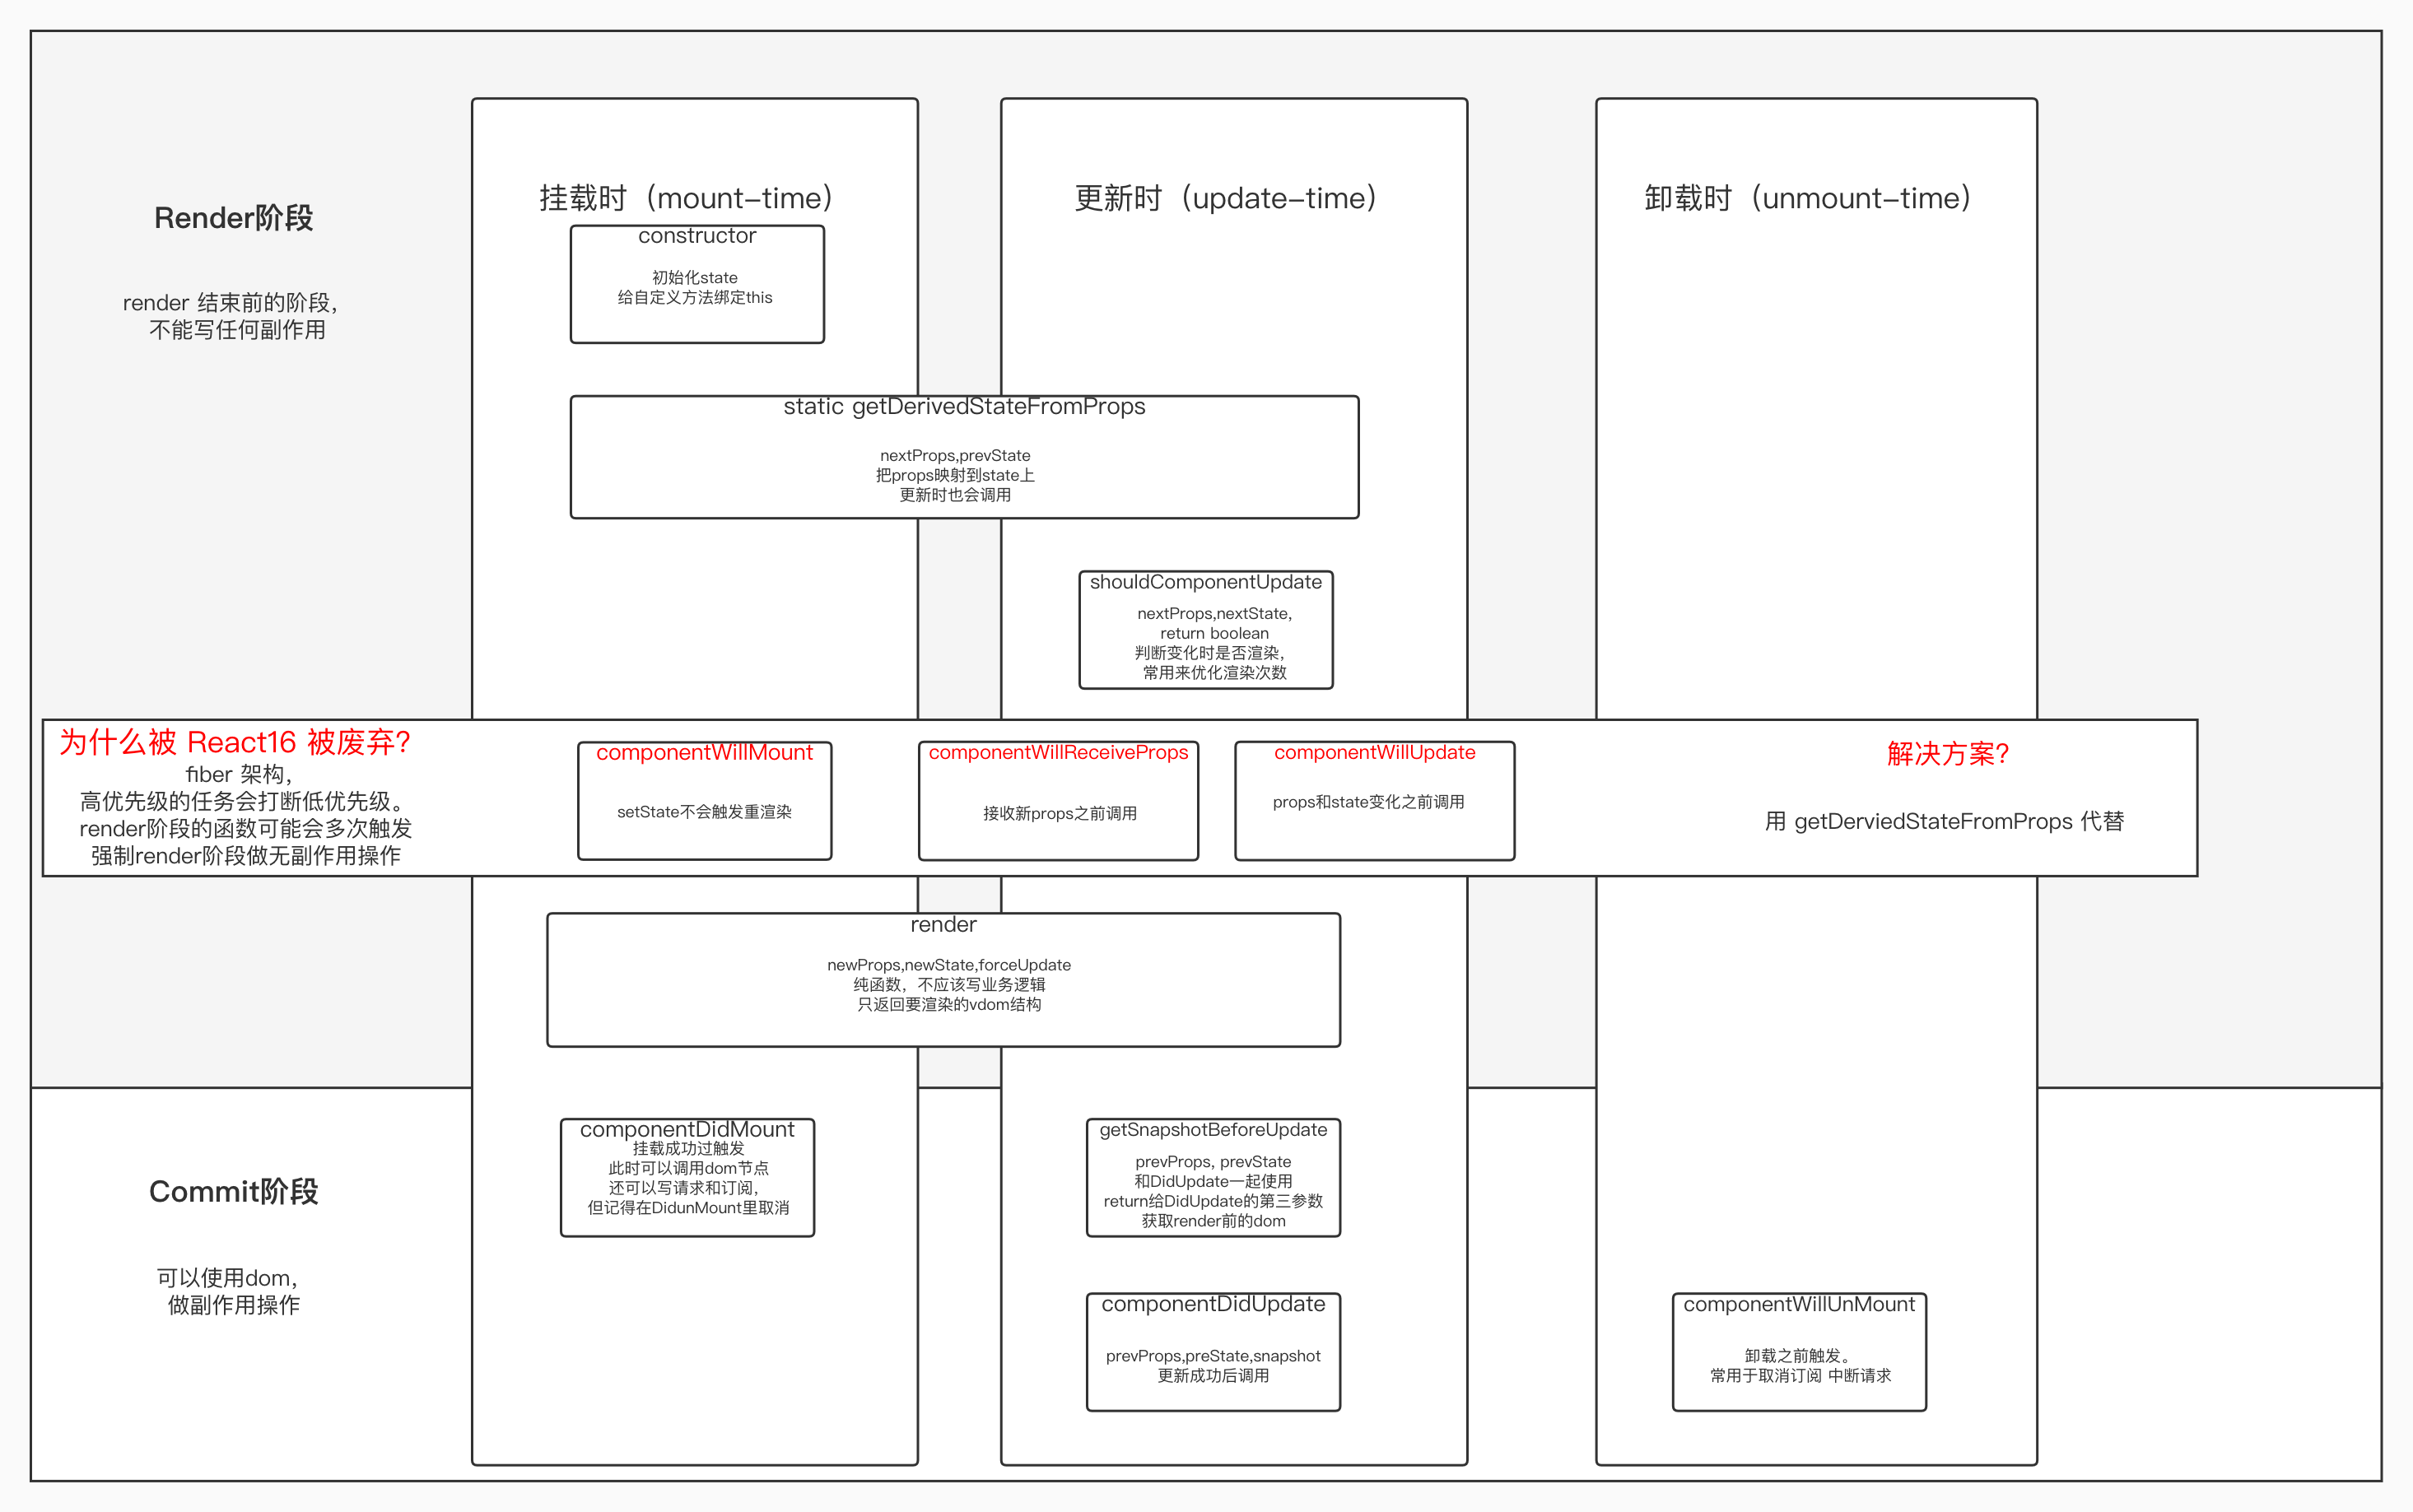 Render阶段
render 结束前的阶段，
不能写任何副作用
挂载时（mount-time）
更新时（update-time）
卸载时（unmount-time）
constructor
初始化state
给自定义方法绑定this
static getDerivedStateFromProps
nextProps,prevState
把props映射到state上
更新时也会调用
shouldComponentUpdate
nextProps,nextState,
return boolean
判断变化时是否渲染，
常用来优化渲染次数
为什么被 React16 被废弃?
fiber 架构，
高优先级的任务会打断低优先级。
render阶段的函数可能会多次触发
强制render阶段做无副作用操作
componentWillMount
setState不会触发重渲染
componentWillReceiveProps
接收新props之前调用
componentWillUpdate
props和state变化之前调用
解决方案?
用 getDerviedStateFromProps 代替
render
newProps,newState,forceUpdate
纯函数，不应该写业务逻辑
只返回要渲染的vdom结构
Commit阶段
可以使用dom，
做副作用操作
componentDidMount
挂载成功过触发
此时可以调用dom节点
还可以写请求和订阅，
但记得在DidunMount里取消
getSnapshotBeforeUpdate
prevProps, prevState
和DidUpdate一起使用
return给DidUpdate的第三参数
获取render前的dom
componentDidUpdate
prevProps,preState,snapshot
更新成功后调用
componentWillUnMount
卸载之前触发。
常用于取消订阅 中断请求